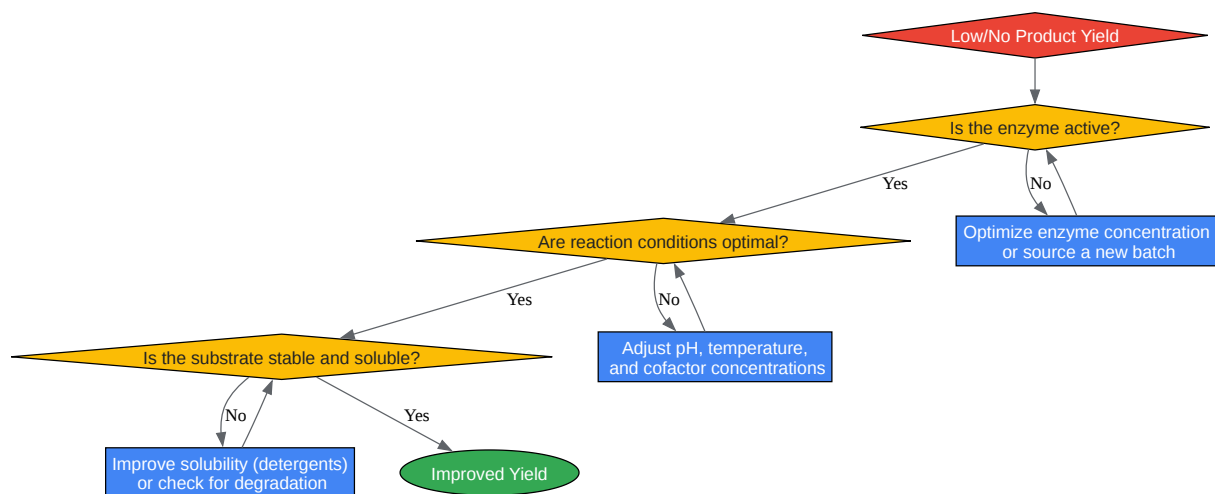 Low/No Product Yield
Is the enzyme active?
Yes
No
Optimize enzyme concentration
or source a new batch
Are reaction conditions optimal?
Yes
No
Adjust pH, temperature,
and cofactor concentrations
Is the substrate stable and soluble?
No
Yes
Improve solubility (detergents)
or check for degradation
Improved Yield